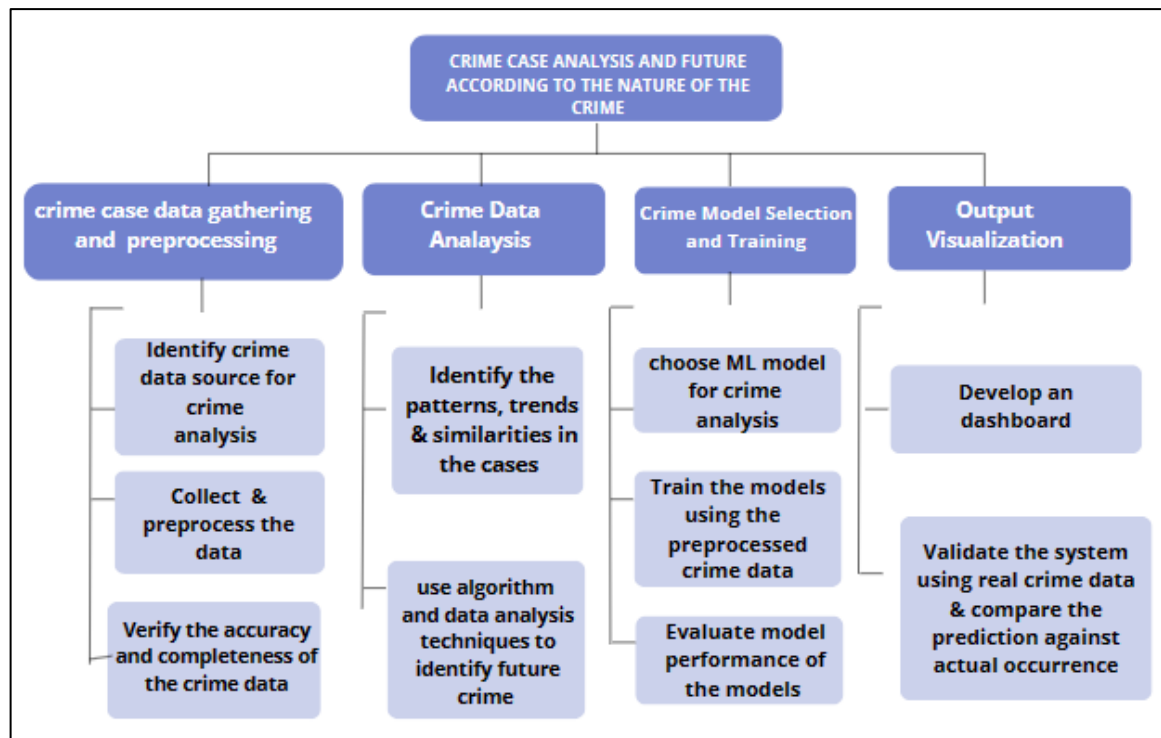 CRIME CASE ANALYSIS AND FUTURE
ACCORDING TO THE NATURE OF THE
CRIME
crime case data gathering
and preprocessing
Crime Data
Analaysis
Crime Model Selection
and Training
Output
Visualization
Identify crime
data source for
crime
analysis
Collect &
preprocess the
data
Verify the accuracy
and completeness of
the crime data
Identify the
patterns, trends
& similarities in
the cases
use algorithm
and data analysis
techniques to
identify future
crime
choose ML model
for crime
analysis
Train the models
using the
preprocessed
crime data
Evaluate model
performance of
the models
Develop an
dashboard
Validate the system
using real crime data
& compare the
prediction against
actual occurrence